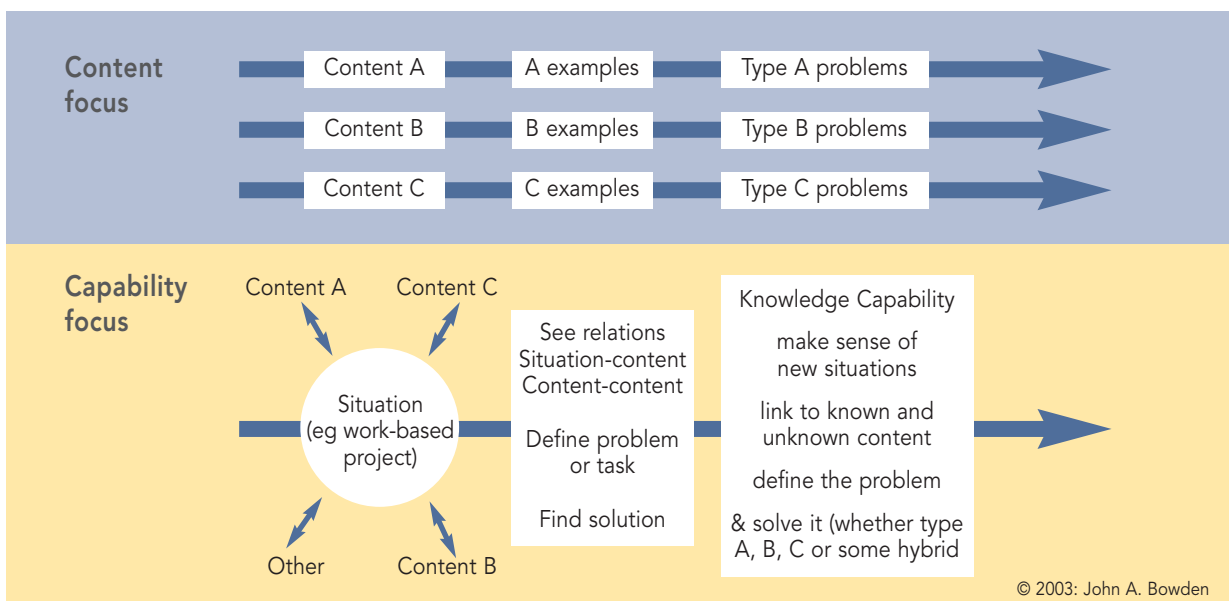 Content
focus
Content A
A examples
Type A problems
Content B
B examples
Type B problems
Content C
C examples
Type C problems
Capability
focus
Content A
Content C
Situation
(eg work-based
project)
Other
Content B
See relations
Situation-content
Content-content
Define problem
or task
Find solution
Knowledge Capability
make sense of
new situations
link to known and
unknown content
define the problem
& solve it (whether type
A, B, C or some hybrid
© 2003: John A. Bowden